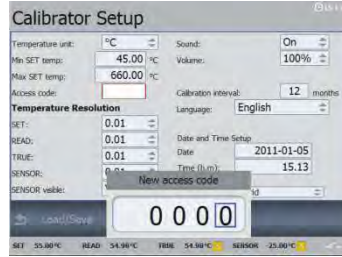 Calibrator Setup
Temperature unit: °C Sound: On
Min SET temp: 45.00 °C Volume: 100%
Max SET temp: 660.00 °C
Access code: Calibration interval: 12 months
Temperature Resolution Language: English
SET: 0.01
READ: 0.01 Date and Time Setup
TRUE: 0.01 Date 2011-01-05
SENSOR: Time (h:m): 15.13
New access code
SENSOR visible:
0 0 0 0
Load/Save
SET 55.00°C READ 54.98°C TRUE 54.98°C SENSOR -25.00°C